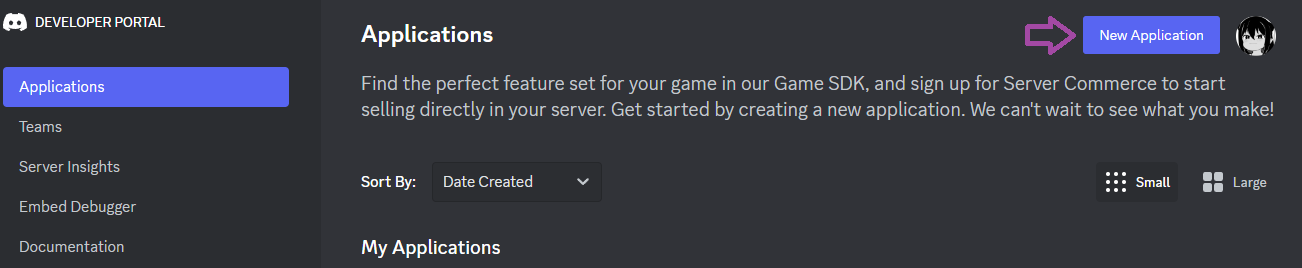 DEVELOPER PORTAL
Applications
Teams
Server Insights
Embed Debugger
Documentation
Applications
New Application
Find the perfect feature set for your game in our Game SDK, and sign up for Server Commerce to start
selling directly in your server. Get started by creating a new application. We can't wait to see what you make!
Sort By: Date Created Small Large
My Applications